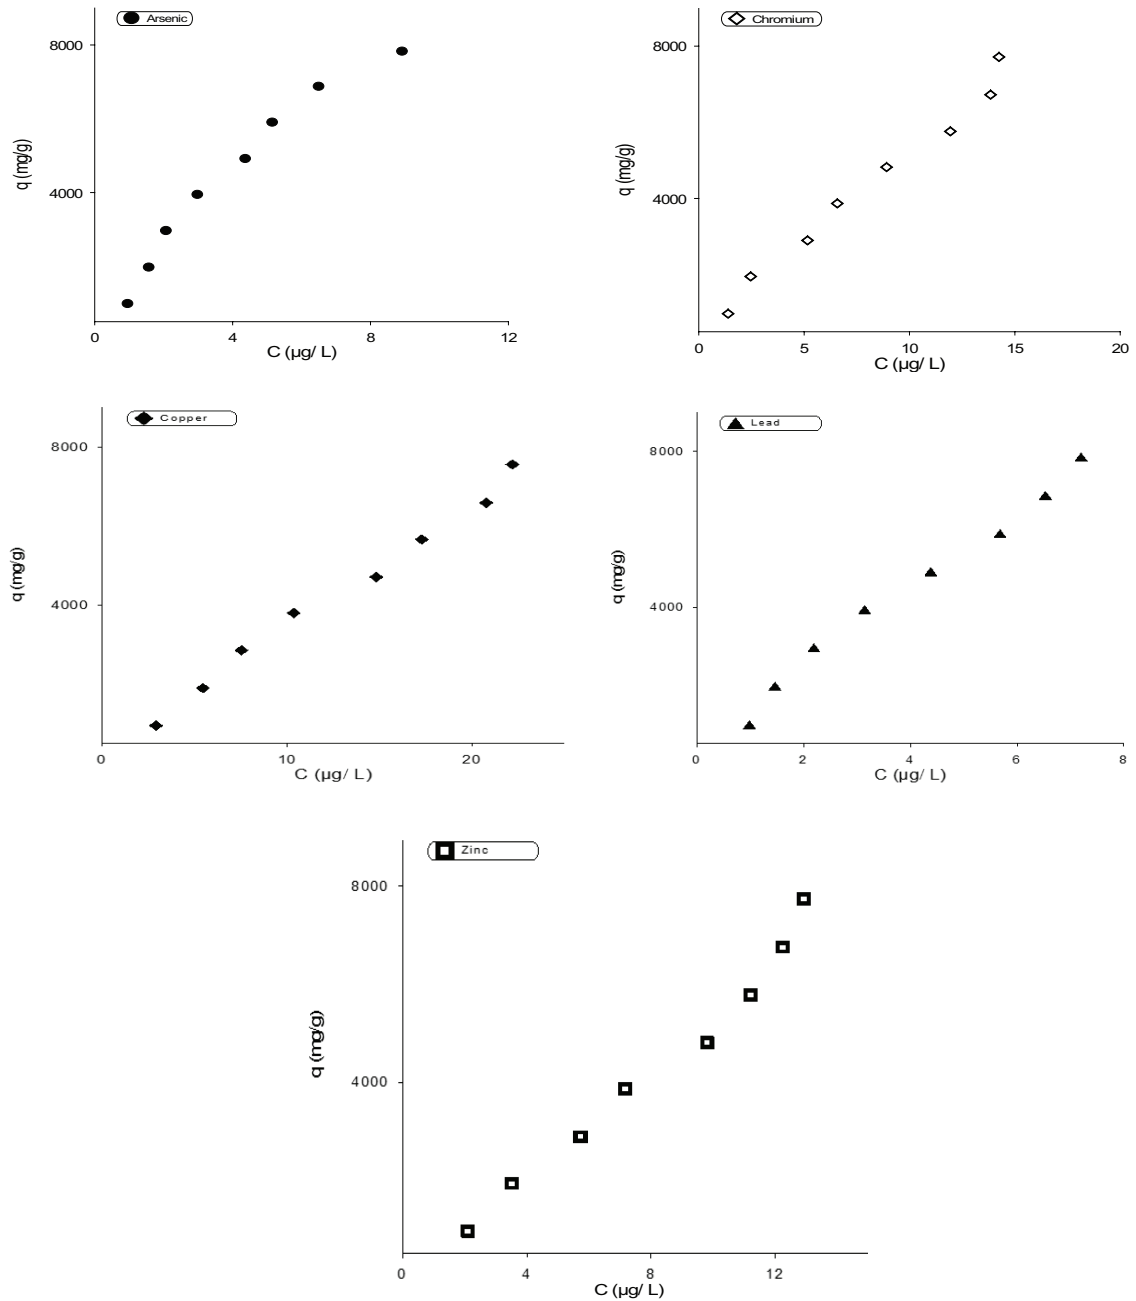 Arsenic
8000
4000
q (mg/g)
0 4 8 12
C (µg/ L)
Chromium
8000
4000
q (mg/g)
0 5 10 15 20
C (µg/ L)
Copper
8000
4000
q (mg/g)
0 10 20
C (µg/ L)
Lead
8000
4000
q (mg/g)
0 2 4 6 8
C (µg/ L)
Zinc
8000
4000
q (mg/g)
0 4 8 12
C (µg/ L)